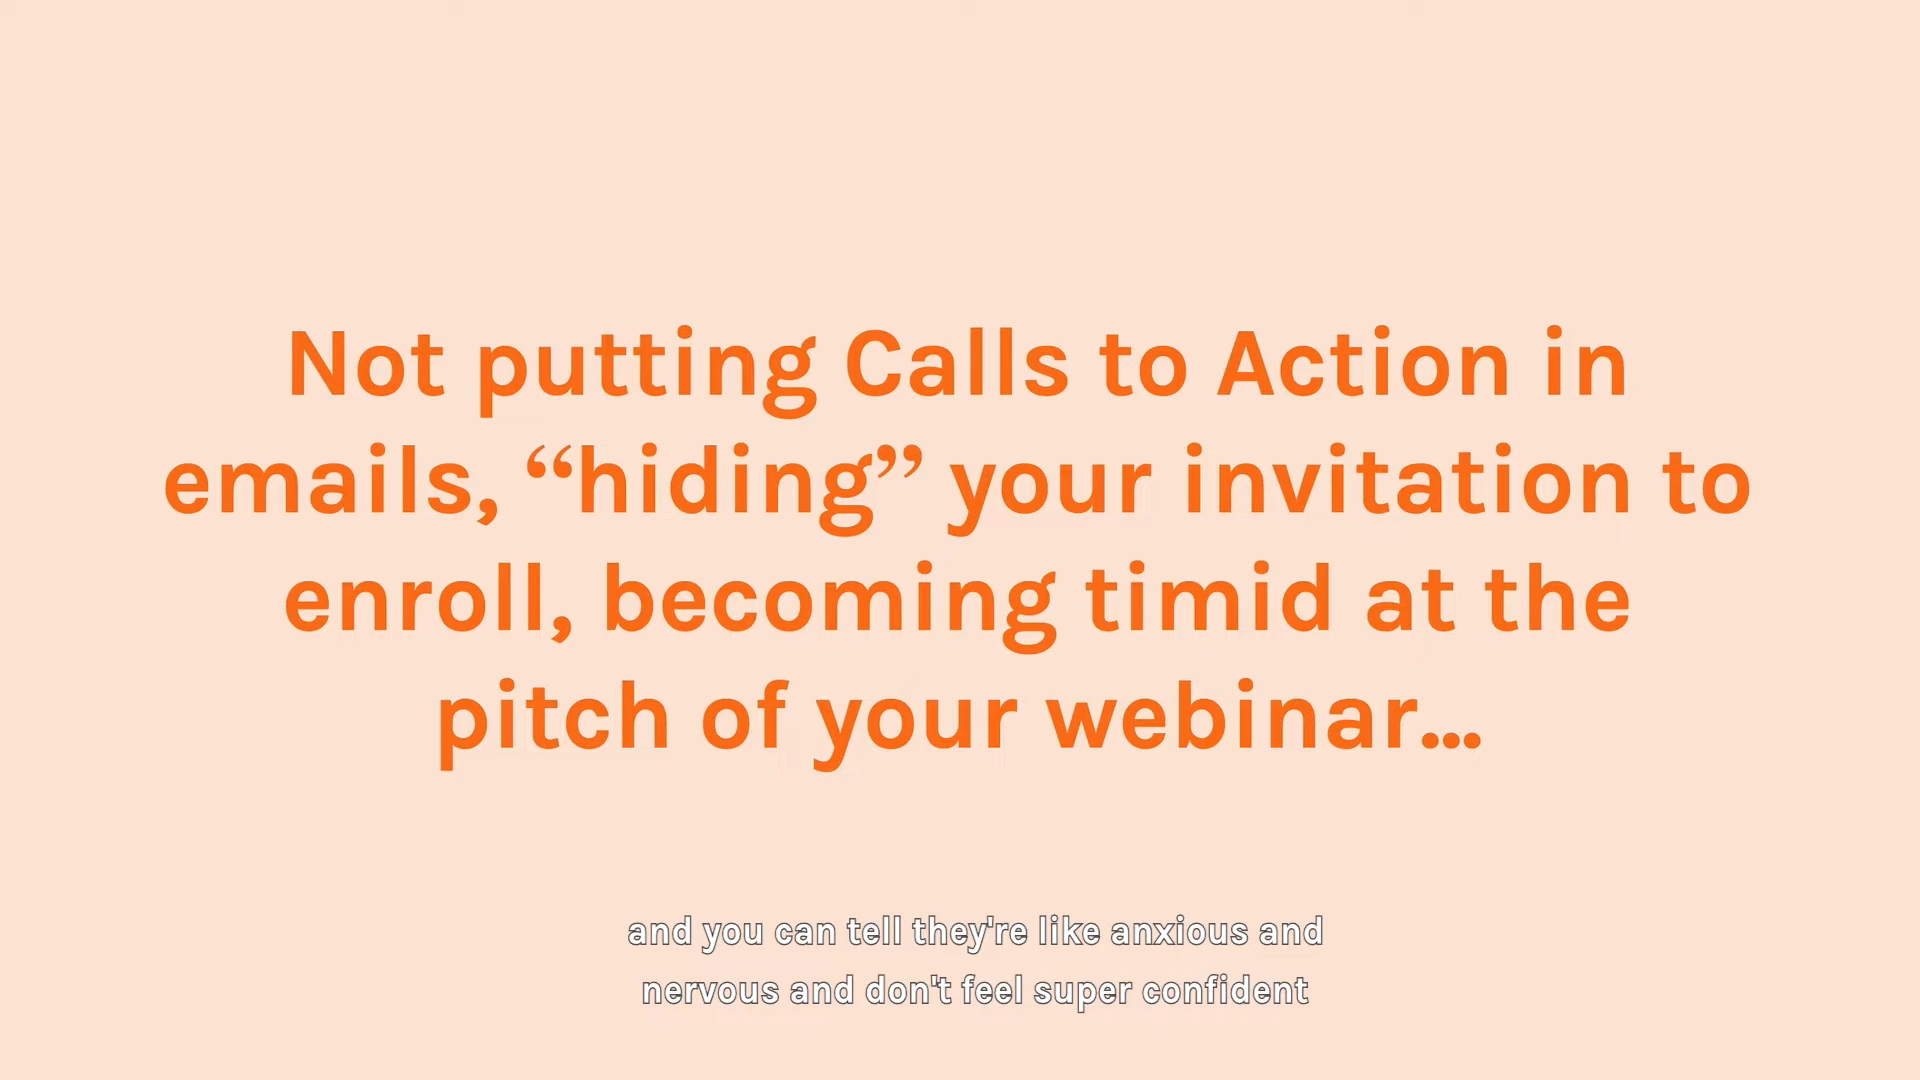 Not putting Calls to Action in
emails, “hiding” your invitation to
enroll, becoming timid at the
pitch of your webinar...
and you can tell they're like anxious and
nervous and don't feel super confident